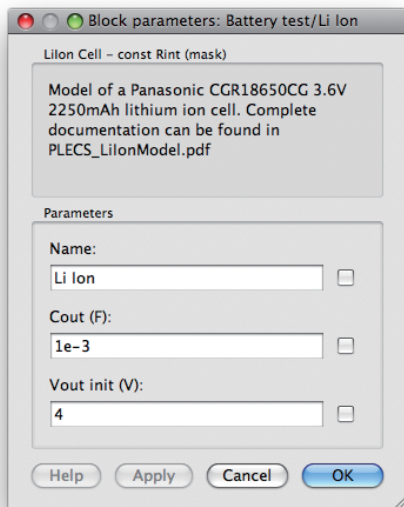 Block parameters: Battery test/Li Ion
LiIon Cell – const Rint (mask)
Model of a Panasonic CGR18650CG 3.6V
2250mAh lithium ion cell. Complete
documentation can be found in
PLECS_LiIonModel.pdf
Parameters
Name:
Li Ion
Cout (F):
1e-3
Vout init (V):
4
Help Apply Cancel OK